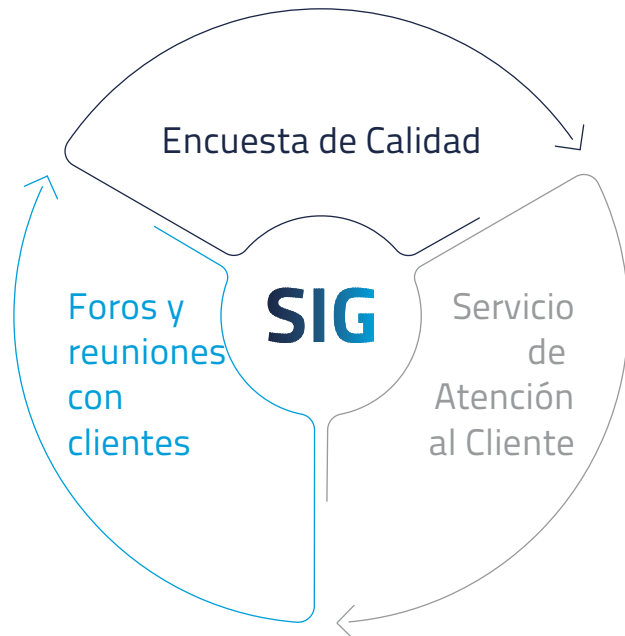 Encuesta de Calidad
SIG
Foros y
reuniones
con
clientes
Servicio
de
Atención
al Cliente